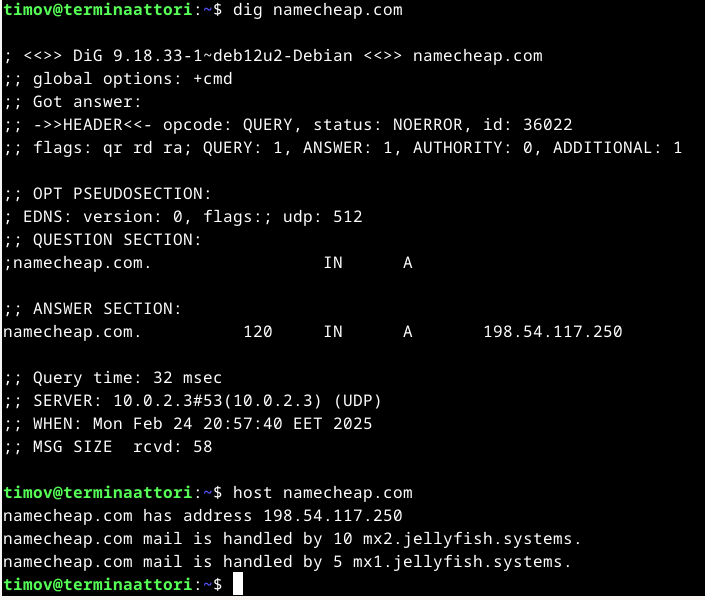 timov@terminaattori:~$ dig namecheap.com

; <<>> DiG 9.18.33-1~deb12u2-Debian <<>> namecheap.com
;; global options: +cmd
;; Got answer:
;; ->>HEADER<<- opcode: QUERY, status: NOERROR, id: 36022
;; flags: qr rd ra; QUERY: 1, ANSWER: 1, AUTHORITY: 0, ADDITIONAL: 1

;; OPT PSEUDOSECTION:
; EDNS: version: 0, flags:; udp: 512
;; QUESTION SECTION:
;namecheap.com.                 IN      A

;; ANSWER SECTION:
namecheap.com.          120     IN      A       198.54.117.250

;; Query time: 32 msec
;; SERVER: 10.0.2.3#53(10.0.2.3) (UDP)
;; WHEN: Mon Feb 24 20:57:40 EET 2025
;; MSG SIZE  rcvd: 58

timov@terminaattori:~$ host namecheap.com
namecheap.com has address 198.54.117.250
namecheap.com mail is handled by 10 mx2.jellyfish.systems.
namecheap.com mail is handled by 5 mx1.jellyfish.systems.
timov@terminaattori:~$